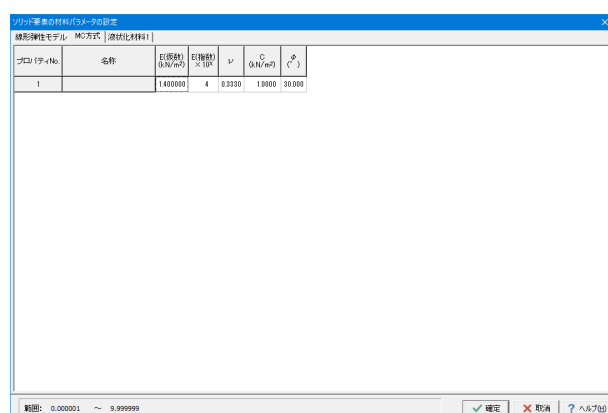 ソリッド要素の材料パラメータの設定
線形弾性モデル MC方式 液状化材料1
プロパティNo. 名称 E(仮数) (kN/m²) E(指数) ×10ˣ ν C (kN/m²) φ (°)
1 1.400000 4 0.3330 1.0000 30.000
範囲: 0.000001 ～ 9.999999 確定 取消 ? ヘルプ(H)